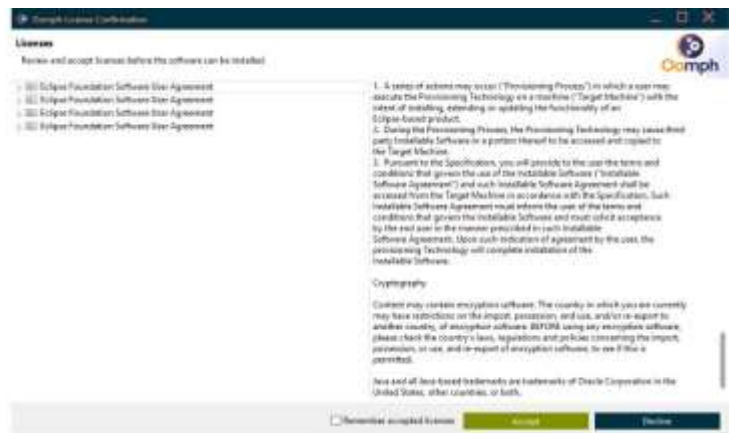 Oomph License Confirmation
Licenses
Review and accept licenses before the software can be installed.
Oomph
Eclipse Foundation Software User Agreement
Eclipse Foundation Software User Agreement
Eclipse Foundation Software User Agreement
Eclipse Foundation Software User Agreement
1. A series of actions may occur ("Provisioning Process") in which a user may
execute the Provisioning Technology on a machine ("Target Machine") with the
intent of installing, extending or updating the functionality of an
Eclipse-based product.
2. During the Provisioning Process, the Provisioning Technology may cause third
party Installable Software or a portion thereof to be accessed and copied to
the Target Machine.
3. Pursuant to the Specification, you will provide to the user the terms and
conditions that govern the use of the Installable Software ("Installable
Software Agreement") and such Installable Software Agreement shall be
accessed from the Target Machine in accordance with the Specification. Such
Installable Software Agreement must inform the user of the terms and
conditions that govern the Installable Software and must solicit acceptance
by the end user in the manner prescribed in such Installable
Software Agreement. Upon such indication of agreement by the user, the
provisioning Technology will complete installation of the
Installable Software.
Cryptography
Content may contain encryption software. The country in which you are currently
may have restrictions on the import, possession, and use, and/or re-export to
another country, of encryption software. BEFORE using any encryption software,
please check the country's laws, regulations and policies concerning the import,
possession, or use, and re-export of encryption software, to see if this is
permitted.
Java and all Java-based trademarks are trademarks of Oracle Corporation in the
United States, other countries, or both.
Remember accepted licenses
Accept
Decline